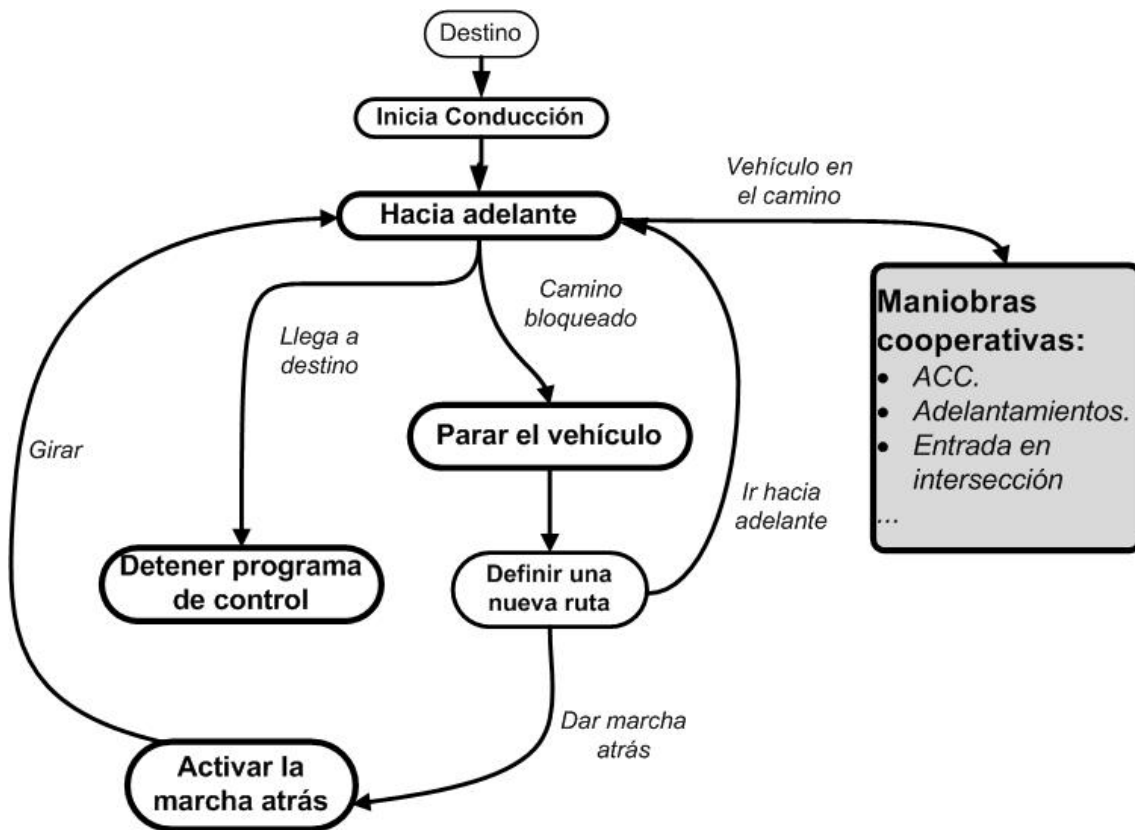 Destino
Inicia Conducción
Hacia adelante
Vehículo en
el camino
Camino
bloqueado
Llega a
destino
Girar
Maniobras
cooperativas:
• ACC.
• Adelantamientos.
• Entrada en
intersección
...
Parar el vehículo
Ir hacia
adelante
Detener programa
de control
Definir una
nueva ruta
Dar marcha
atrás
Activar la
marcha atrás